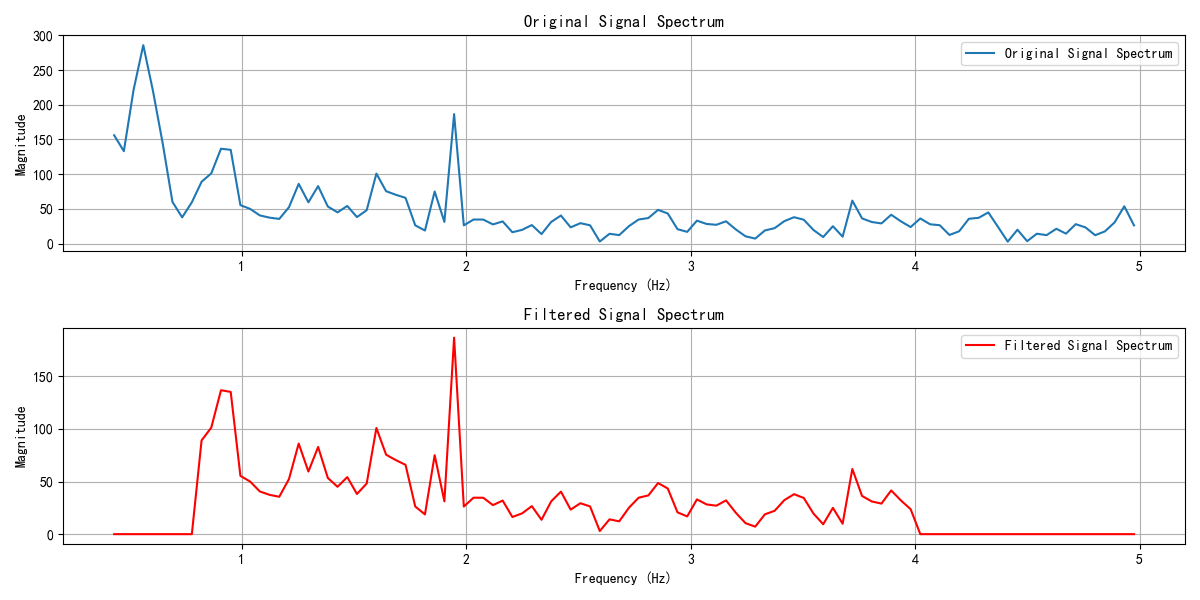 Original Signal Spectrum
300
250
200
150
100
50
0
Magnitude
Original Signal Spectrum
1
2
3
4
5
Frequency (Hz)
Filtered Signal Spectrum
150
100
50
0
Magnitude
Filtered Signal Spectrum
1
2
3
4
5
Frequency (Hz)